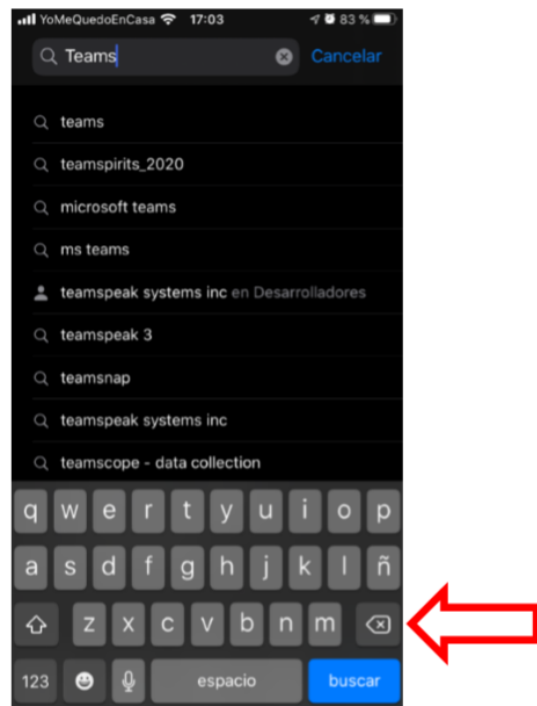 YoMeQuedoEnCasa 17:03 83 %
Teams Cancelar
teams
teamspirits_2020
microsoft teams
ms teams
teamspeak systems inc en Desarrolladores
teamspeak 3
teamsnap
teamspeak systems inc
teamscope - data collection
q w e r t y u i o p
a s d f g h j k l ñ
z x c v b n m
123 espacio buscar